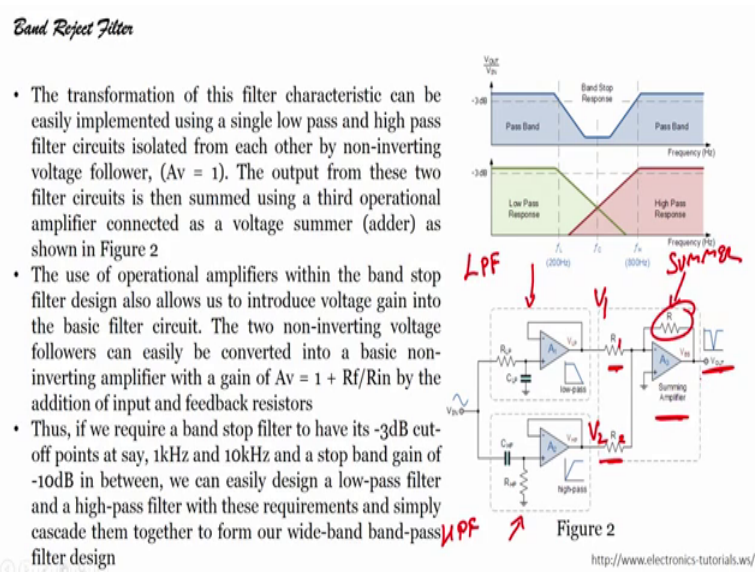 Band Reject Filter
• The transformation of this filter characteristic can be
easily implemented using a single low pass and high pass
filter circuits isolated from each other by non-inverting
voltage follower, (Av = 1). The output from these two
filter circuits is then summed using a third operational
amplifier connected as a voltage summer (adder) as
shown in Figure 2
• The use of operational amplifiers within the band stop
filter design also allows us to introduce voltage gain into
the basic filter circuit. The two non-inverting voltage
followers can easily be converted into a basic non-
inverting amplifier with a gain of Av = 1 + Rf/Rin by the
addition of input and feedback resistors
• Thus, if we require a band stop filter to have its -3dB cut-
off points at say, 1kHz and 10kHz and a stop band gain of
-10dB in between, we can easily design a low-pass filter
and a high-pass filter with these requirements and simply
cascade them together to form our wide-band band-pass
filter design
Vout
Vin
Band Stop
Response
-3dB
Pass Band
Pass Band
Frequency (Hz)
-3dB
Low Pass
Response
High Pass
Response
fL
fC
fH
Frequency (Hz)
(200Hz)
(800Hz)
LPF
Summer
V1
R
RLP
A1
VLP
R1
CLP
low-pass
A3
Vout
Summing
Amplifier
Vin
V2
R2
CHP
A2
VHP
RHP
high-pass
HPF
Figure 2
http://www.electronics-tutorials.ws/